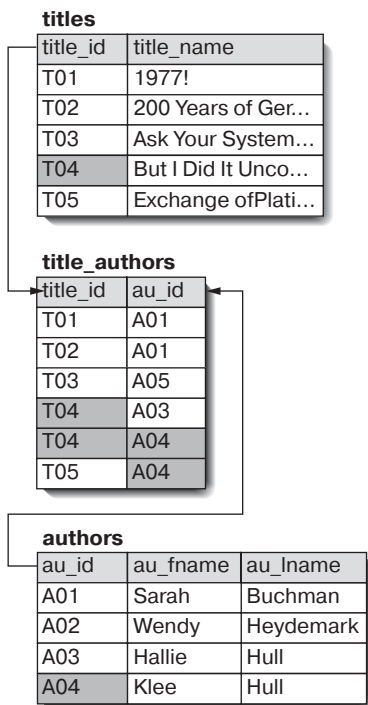 titles
title_id title_name
T01 1977!
T02 200 Years of Ger...
T03 Ask Your System...
T04 But I Did It Unco...
T05 Exchange ofPlati...
title_authors
title_id au_id
T01 A01
T02 A01
T03 A05
T04 A03
T04 A04
T05 A04
authors
au_id au_fname au_lname
A01 Sarah Buchman
A02 Wendy Heydemark
A03 Hallie Hull
A04 Klee Hull